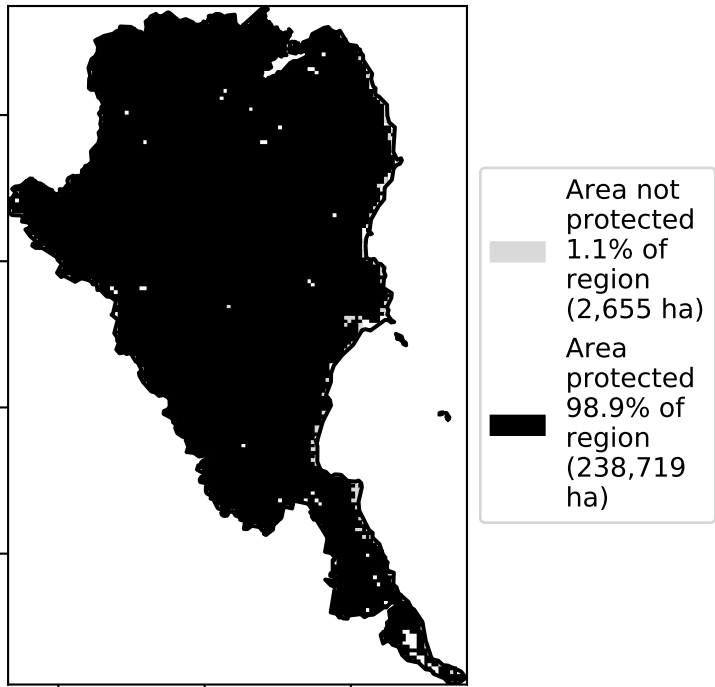 Area not
protected
1.1% of
region
(2,655 ha)
Area
protected
98.9% of
region
(238,719
ha)